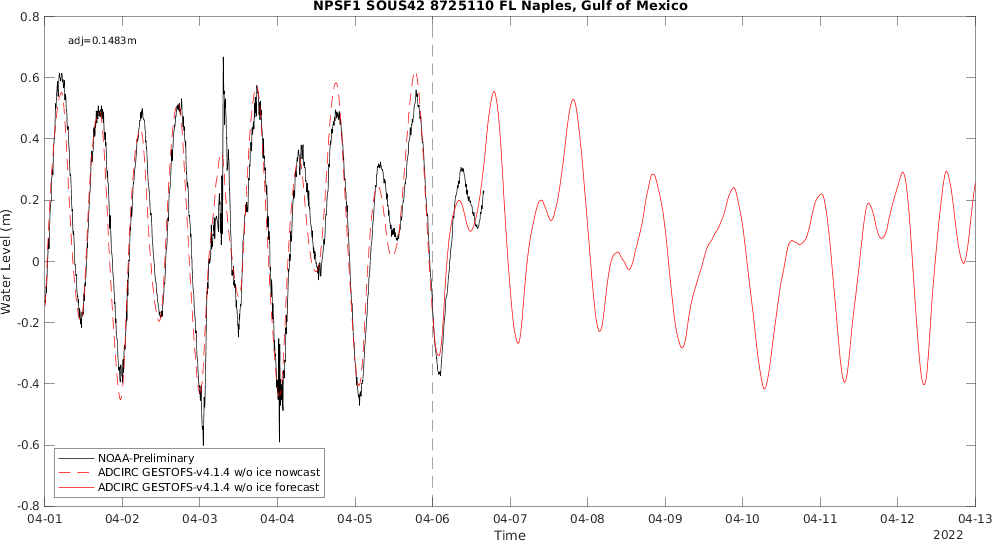 NPSF1 SOUS42 8725110 FL Naples, Gulf of Mexico
adj=0.1483m
Water Level (m)
0.8
0.6
0.4
0.2
0
-0.2
-0.4
-0.6
-0.8
NOAA-Preliminary
ADCIRC GESTOFS-v4.1.4 w/o ice nowcast
ADCIRC GESTOFS-v4.1.4 w/o ice forecast
04-01 04-02 04-03 04-04 04-05 04-06 04-07 04-08 04-09 04-10 04-11 04-12 04-13
Time
2022